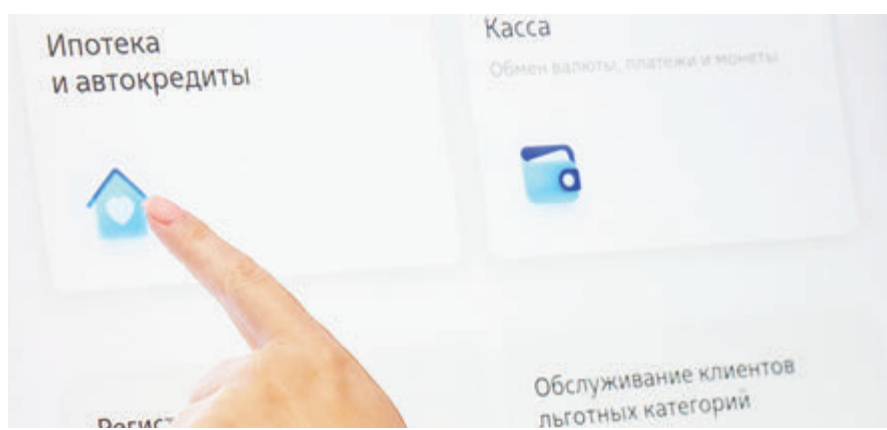 Ипотека
и автокредиты
Касса
Обмен валюты, платежи и монеты
Обслуживание клиентов
льготных категорий